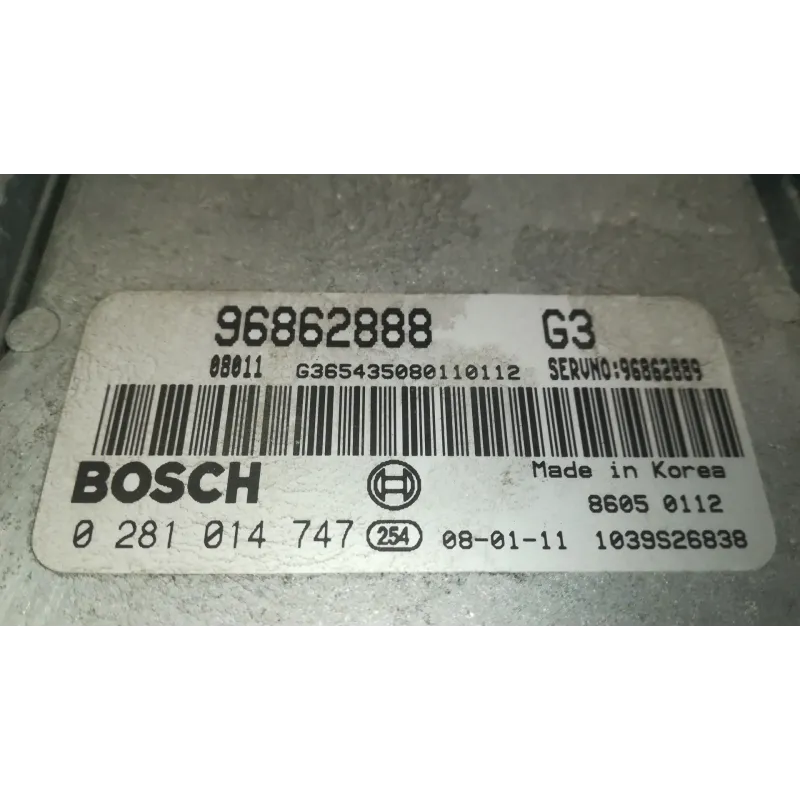 96862888 G3
08011 G365435080110112 SERVNO:96862889
BOSCH
Made in Korea
8605 0112
0 281 014 747 254 08-01-11 1039S26838